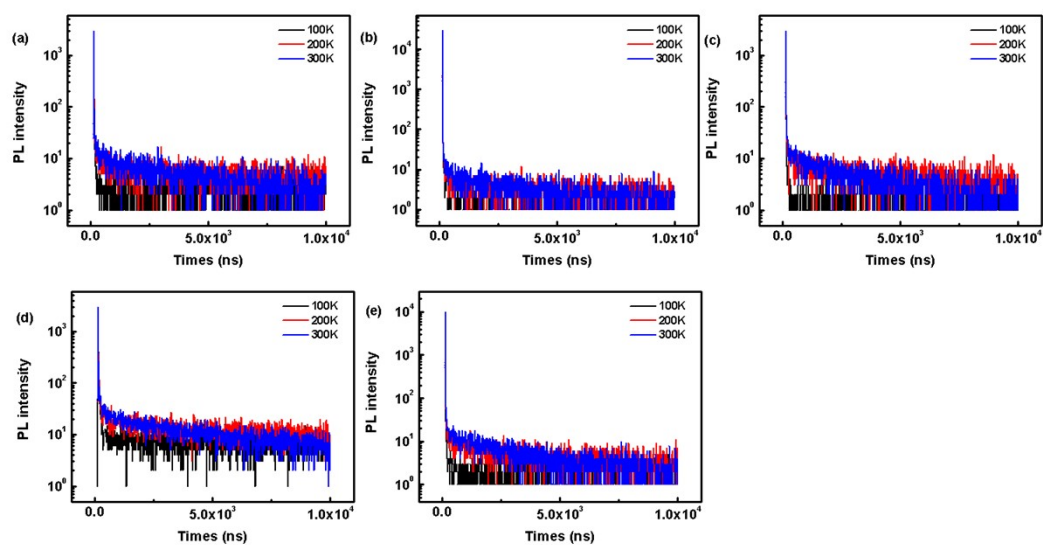 (a)
100K
200K
300K
PL intensity
10³
10²
10¹
10⁰
0.0
5.0x10³
1.0x10⁴
Times (ns)
(b)
100K
200K
300K
PL intensity
10⁴
10³
10²
10¹
10⁰
0.0
5.0x10³
1.0x10⁴
Times (ns)
(c)
100K
200K
300K
PL intensity
10³
10²
10¹
10⁰
0.0
5.0x10³
1.0x10⁴
Times (ns)
(d)
100K
200K
300K
PL intensity
10³
10²
10¹
10⁰
0.0
5.0x10³
1.0x10⁴
Times (ns)
(e)
100K
200K
300K
PL intensity
10⁴
10³
10²
10¹
10⁰
0.0
5.0x10³
1.0x10⁴
Times (ns)